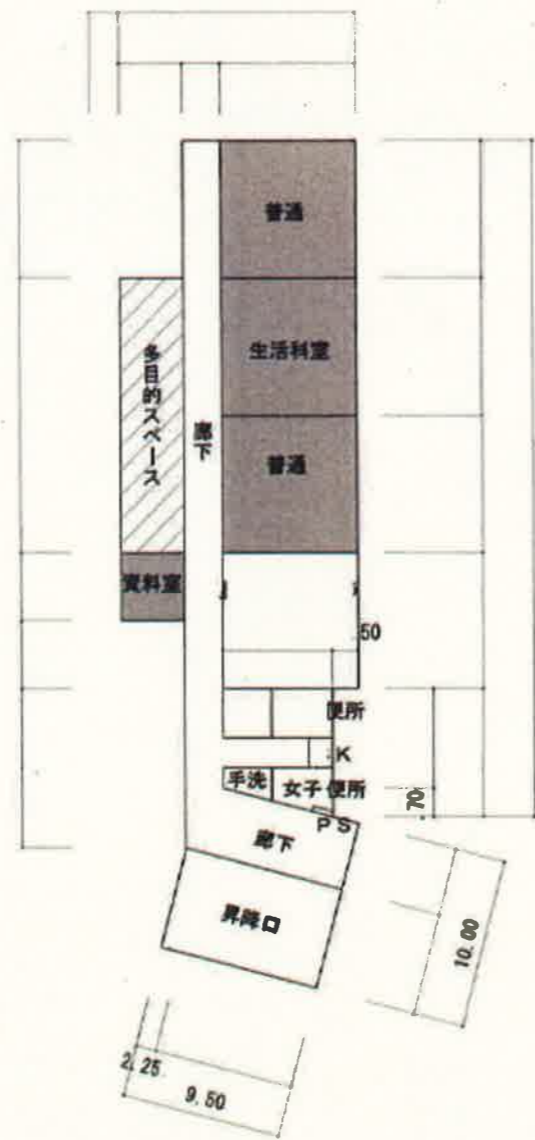 普通
生活科室
多目的スペース
廊下
普通
資料室
50
便所
K
手洗
女子便所
PS
70
廊下
昇降口
10.00
2.25
9.50